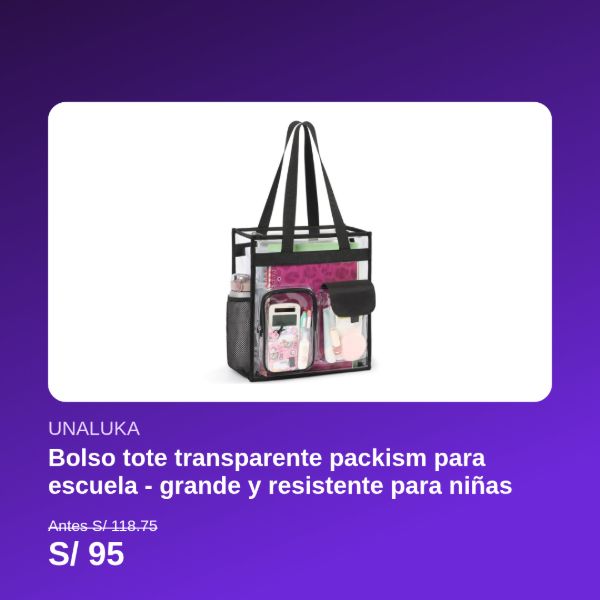 UNALUKA
Bolso tote transparente packism para
escuela - grande y resistente para niñas
Antes S/ 118.75
S/ 95